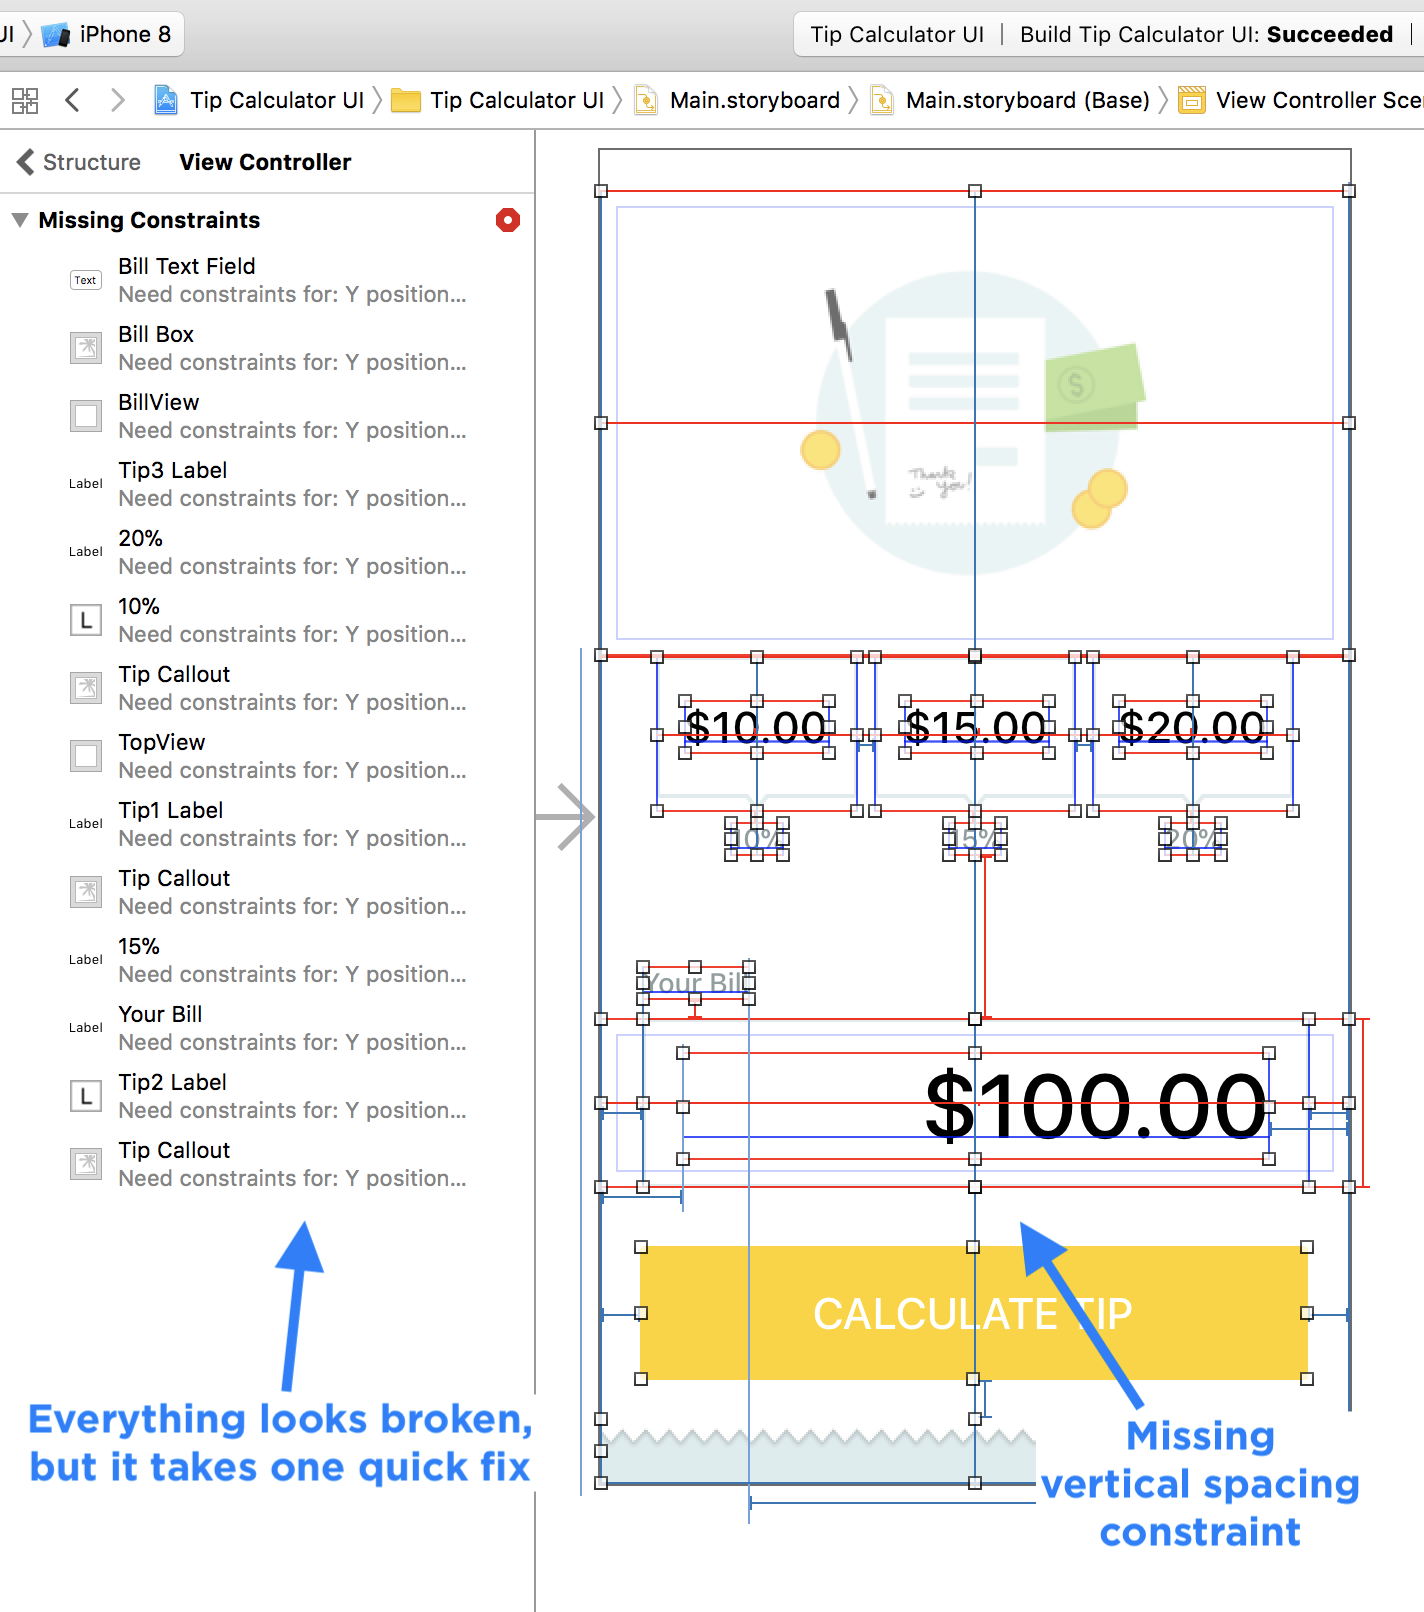 UI
iPhone 8
Tip Calculator UI | Build Tip Calculator UI: Succeeded |
Tip Calculator UI
Tip Calculator UI
Main.storyboard
Main.storyboard (Base)
View Controller Scen
Structure
View Controller
Missing Constraints
Text
Bill Text Field
Need constraints for: Y position...
Bill Box
Need constraints for: Y position...
BillView
Need constraints for: Y position...
Label
Tip3 Label
Need constraints for: Y position...
Label
20%
Need constraints for: Y position...
L
10%
Need constraints for: Y position...
Tip Callout
Need constraints for: Y position...
TopView
Need constraints for: Y position...
Label
Tip1 Label
Need constraints for: Y position...
Tip Callout
Need constraints for: Y position...
Label
15%
Need constraints for: Y position...
Label
Your Bill
Need constraints for: Y position...
L
Tip2 Label
Need constraints for: Y position...
Tip Callout
Need constraints for: Y position...
Everything looks broken,
but it takes one quick fix
$
Thank
you!
$10.00
$15.00
$20.00
10%
15%
20%
Your Bill
$100.00
CALCULATE TIP
Missing
vertical spacing
constraint